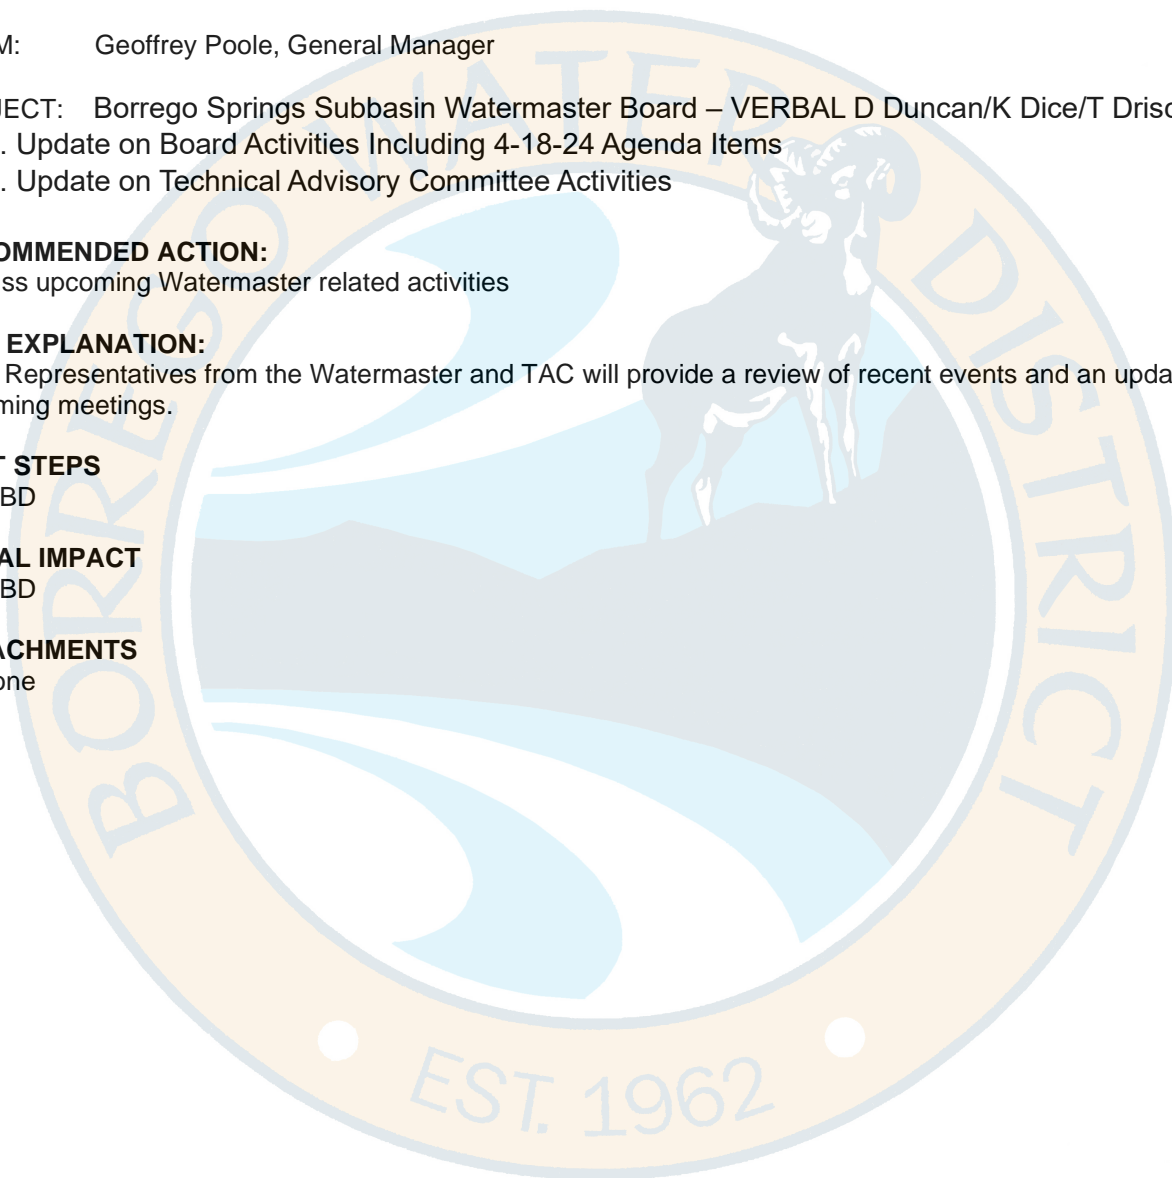 M: Geoffrey Poole, General Manager
JECT: Borrego Springs Subbasin Watermaster Board – VERBAL D Duncan/K Dice/T Drisc
. Update on Board Activities Including 4-18-24 Agenda Items
. Update on Technical Advisory Committee Activities
OMMENDED ACTION:
ss upcoming Watermaster related activities
EXPLANATION:
Representatives from the Watermaster and TAC will provide a review of recent events and an upda
ming meetings.
T STEPS
BD
AL IMPACT
BD
ACHMENTS
one
BORREGO WATER DISTRICT
EST. 1962